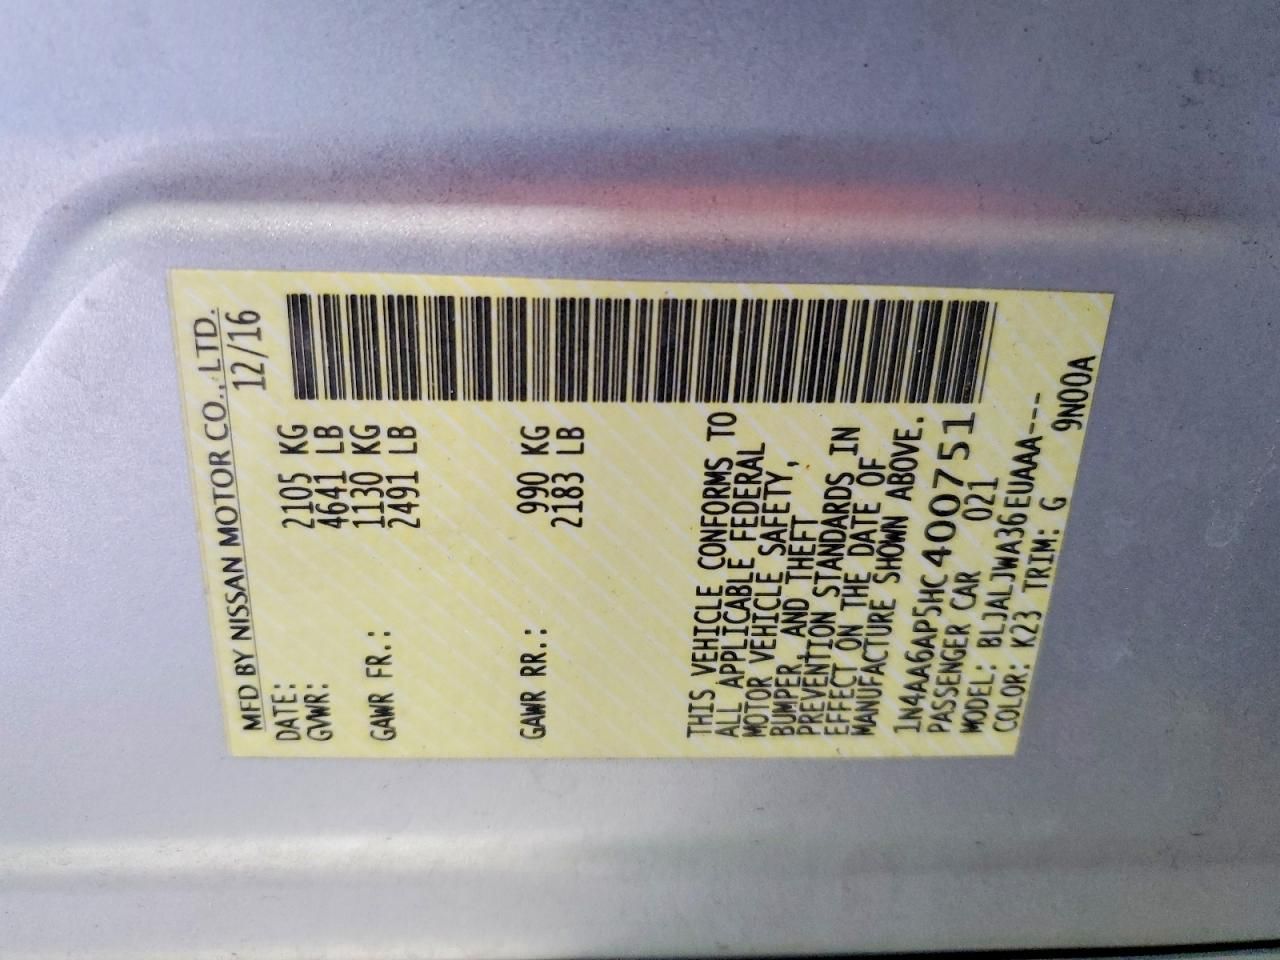 MFD BY NISSAN MOTOR CO., LTD.
DATE: 12/16
GVWR: 2105 KG
4641 LB
GAWR FR.: 1130 KG
2491 LB
GAWR RR.: 990 KG
2183 LB
THIS VEHICLE CONFORMS TO
ALL APPLICABLE FEDERAL
MOTOR VEHICLE SAFETY,
BUMPER, AND THEFT
PREVENTION STANDARDS IN
EFFECT ON THE DATE OF
MANUFACTURE SHOWN ABOVE.
1N4AA6AP5HC400751
PASSENGER CAR 021
MODEL: BLJALJWA36EUAAA---
COLOR: K23 TRIM: G
9N00A